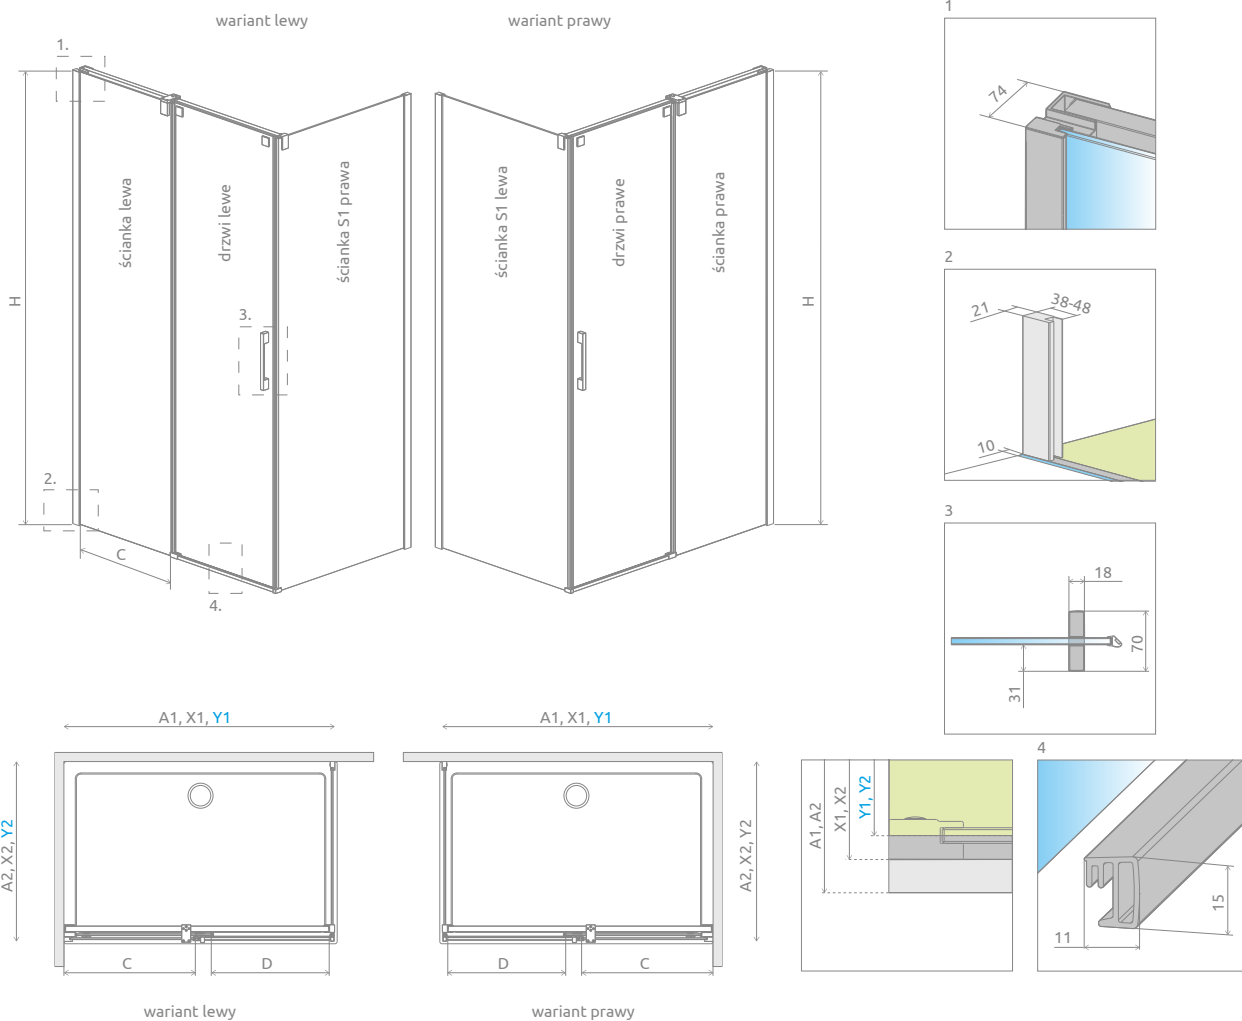 wariant lewy
wariant prawy
1.
ścianka lewa
drzwi lewe
ścianka S1 prawa
H
3.
2.
C
4.
ścianka S1 lewa
drzwi prawe
ścianka prawa
H
1
74
2
21
38-48
10
3
18
70
31
A1, X1, Y1
A2, X2, Y2
C
D
wariant lewy
A1, X1, Y1
A2, X2, Y2
D
C
wariant prawy
A1, A2
X1, X2
Y1, Y2
4
15
11